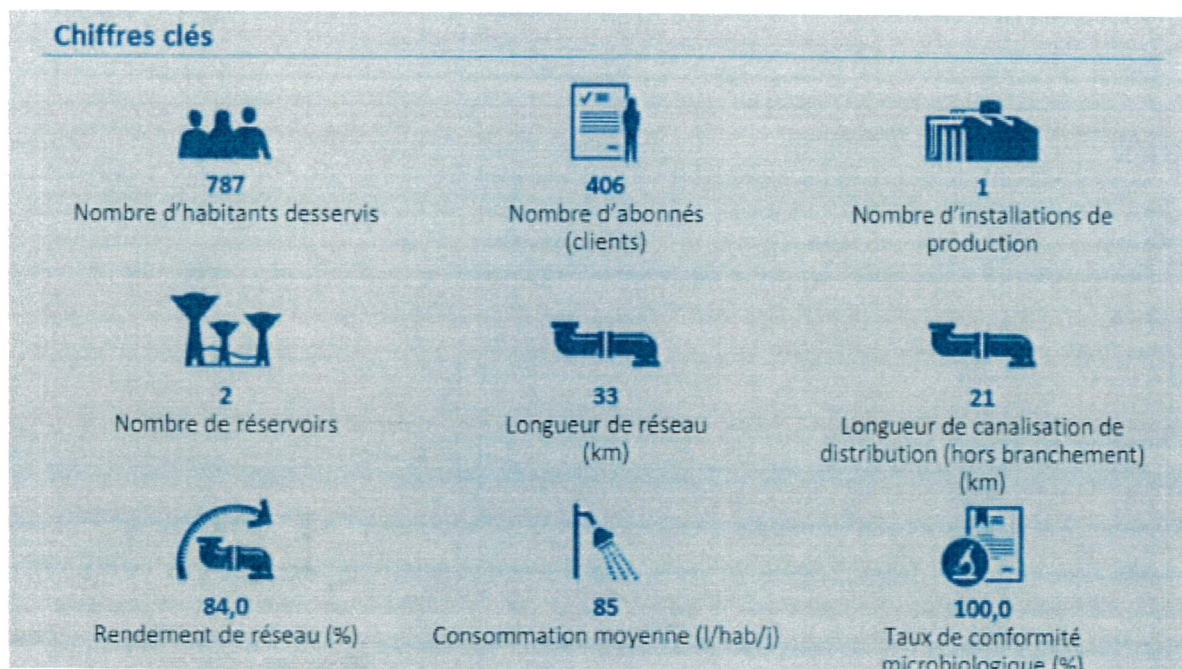 Chiffres clés
787
Nombre d'habitants desservis
406
Nombre d'abonnés
(clients)
1
Nombre d'installations de
production
2
Nombre de réservoirs
33
Longueur de réseau
(km)
21
Longueur de canalisation de
distribution (hors branchement)
(km)
84,0
Rendement de réseau (%)
85
Consommation moyenne (l/hab/j)
100,0
Taux de conformité
microbiologique (%)